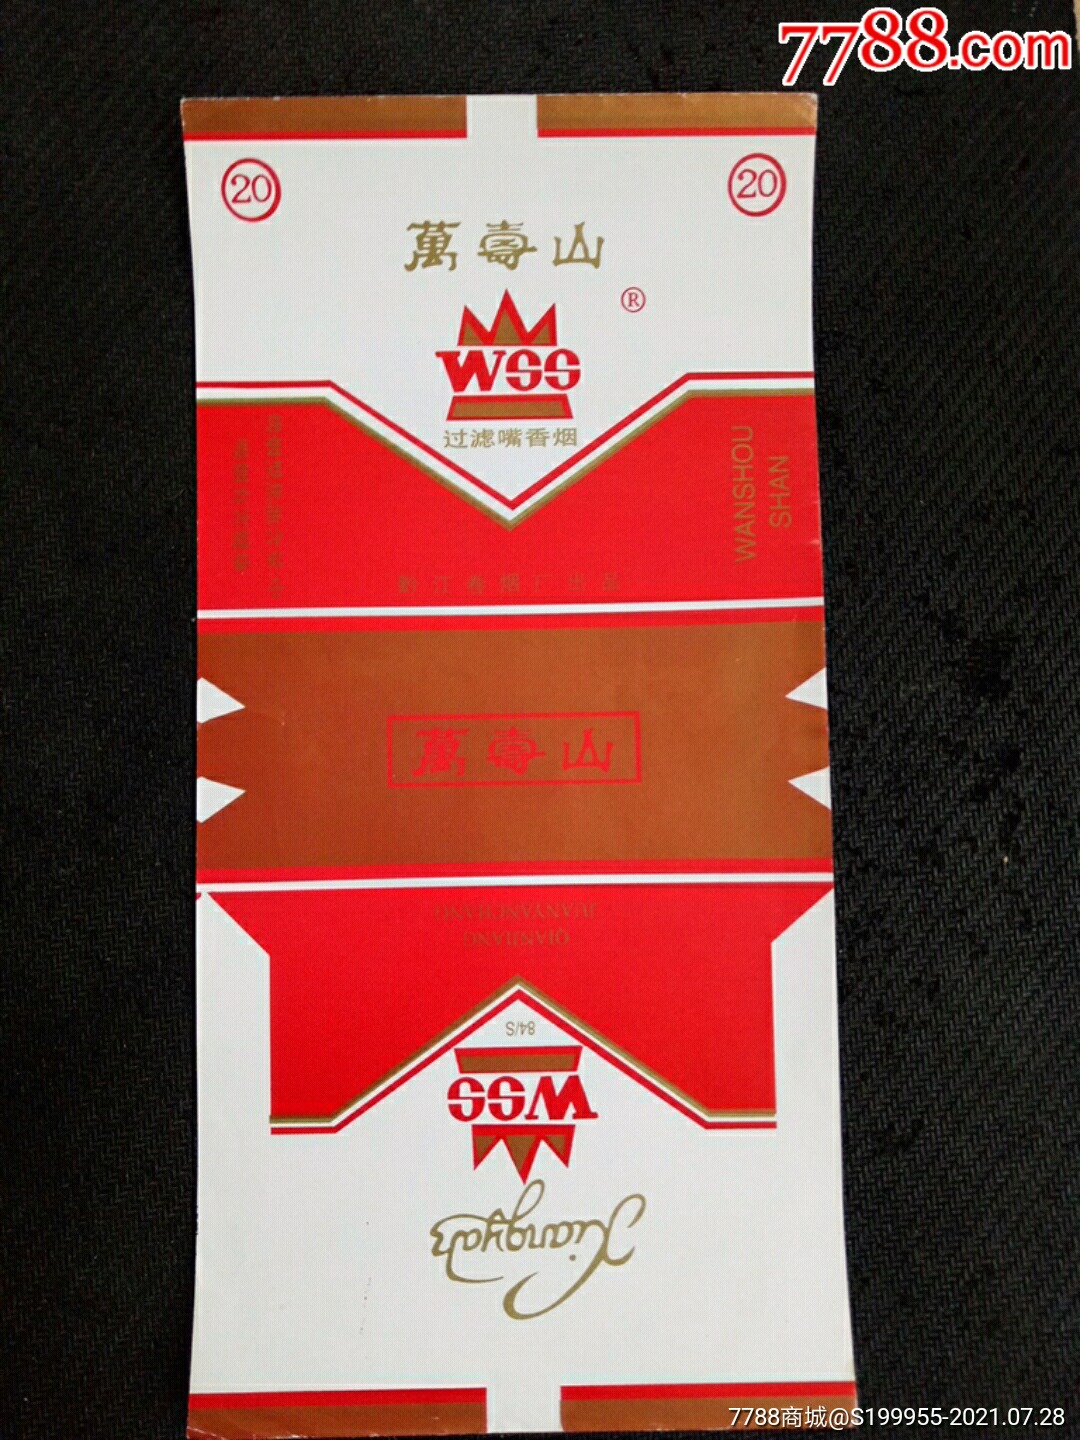 7788.com
20
20
萬壽山
®
WSS
过滤嘴香烟
WANSHOU
SHAN
黔江卷烟厂出品
萬壽山
JUANYANCHANG
QIANJIANG
84/S
WSS
Xiangyan
7788商城@S199955-2021.07.28